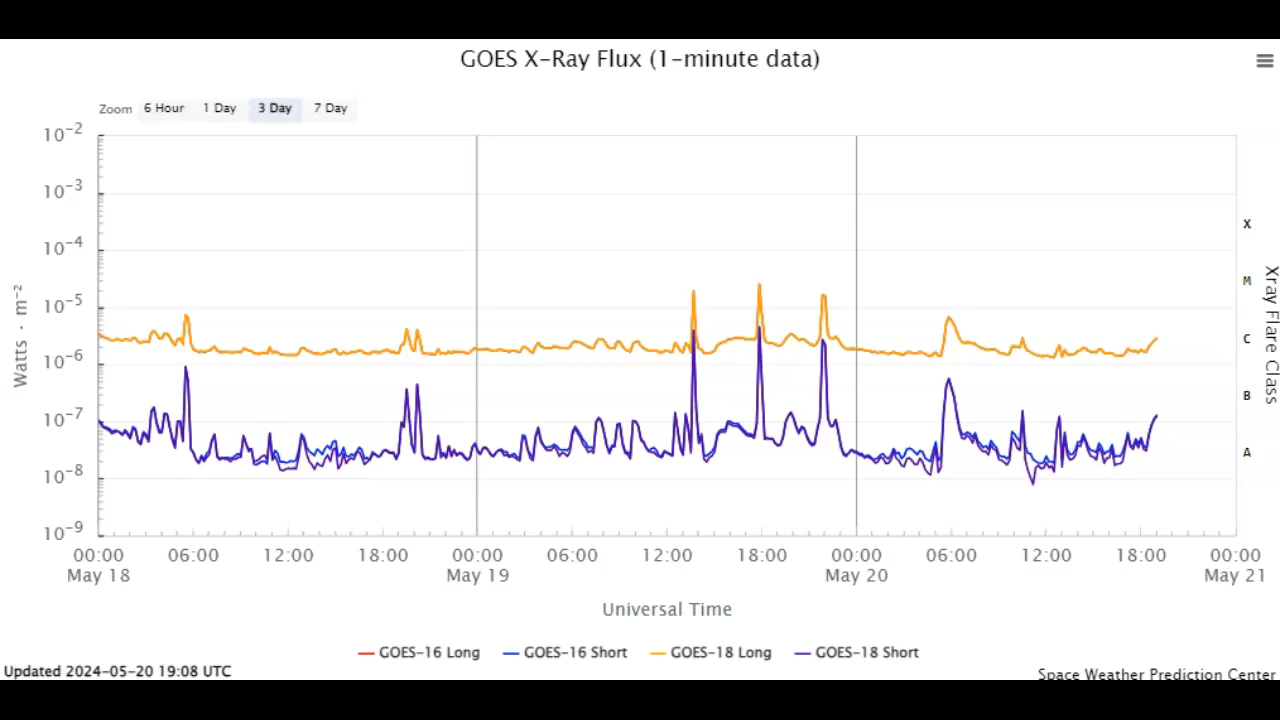 GOES X-Ray Flux (1-minute data)
Zoom 6 Hour 1 Day 3 Day 7 Day
10⁻²
10⁻³
10⁻⁴
10⁻⁵
10⁻⁶
10⁻⁷
10⁻⁸
10⁻⁹
Watts · m⁻²
X
M
C
B
A
Xray Flare Class
00:00 06:00 12:00 18:00 00:00 06:00 12:00 18:00 00:00 06:00 12:00 18:00 00:00
May 18 May 19 May 20 May 21
Universal Time
GOES-16 Long GOES-16 Short GOES-18 Long GOES-18 Short
Updated 2024-05-20 19:08 UTC
Space Weather Prediction Center